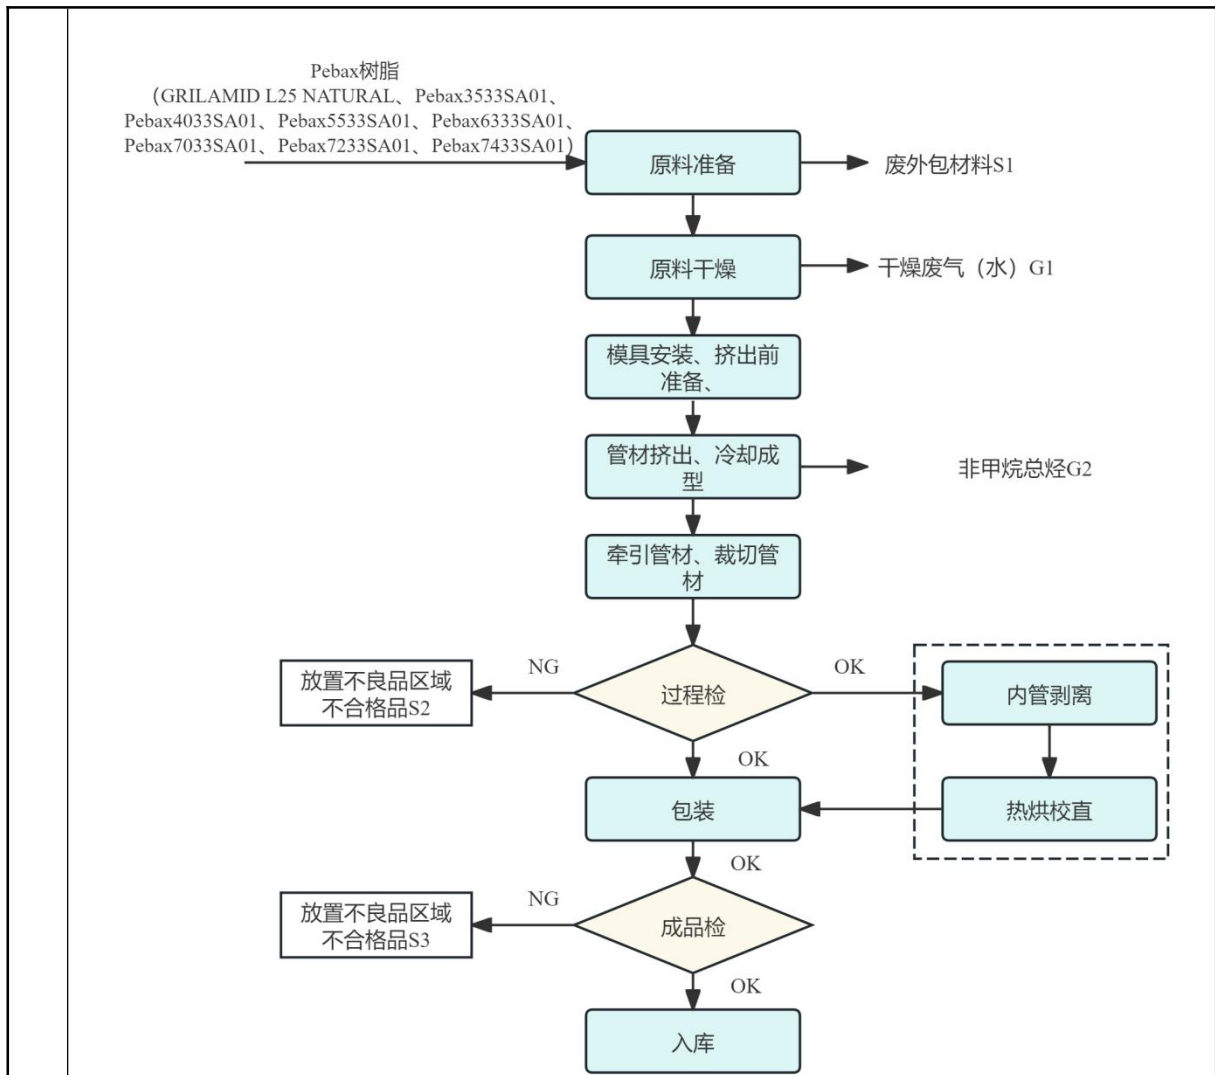 Pebax树脂
（GRILAMID L25 NATURAL、Pebax3533SA01、
Pebax4033SA01、Pebax5533SA01、Pebax6333SA01、
Pebax7033SA01、Pebax7233SA01、Pebax7433SA01）
原料准备
废外包材料S1
原料干燥
干燥废气（水）G1
模具安装、挤出前
准备、
管材挤出、冷却成
型
非甲烷总烃G2
牵引管材、裁切管
材
NG
OK
放置不良品区域
不合格品S2
过程检
内管剥离
OK
包装
热烘校直
OK
NG
放置不良品区域
不合格品S3
成品检
OK
入库